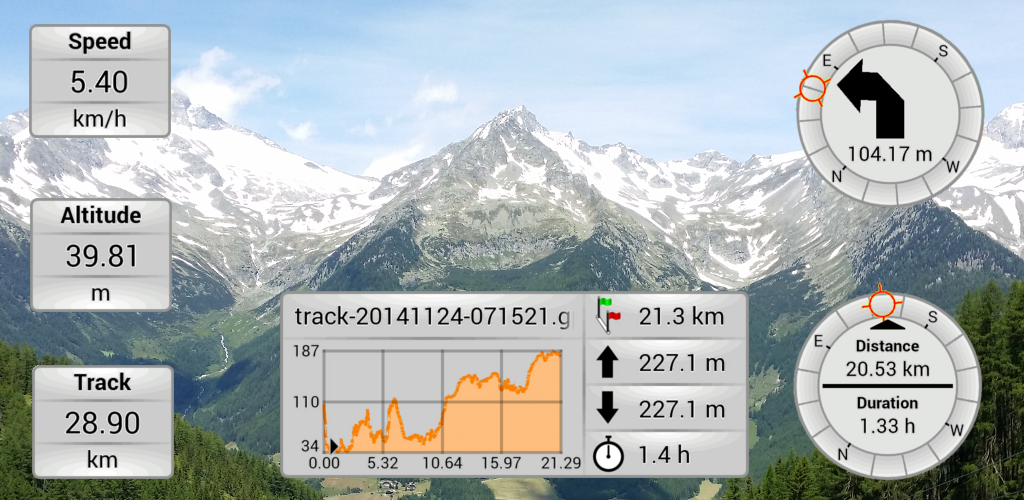 Speed
5.40
km/h
Altitude
39.81
m
Track
28.90
km
track-20141124-071521.g
187
110
34
0.00 5.32 10.64 15.97 21.29
21.3 km
227.1 m
227.1 m
1.4 h
E
S
104.17 m
N
W
S
E
Distance
20.53 km
Duration
1.33 h
N
W